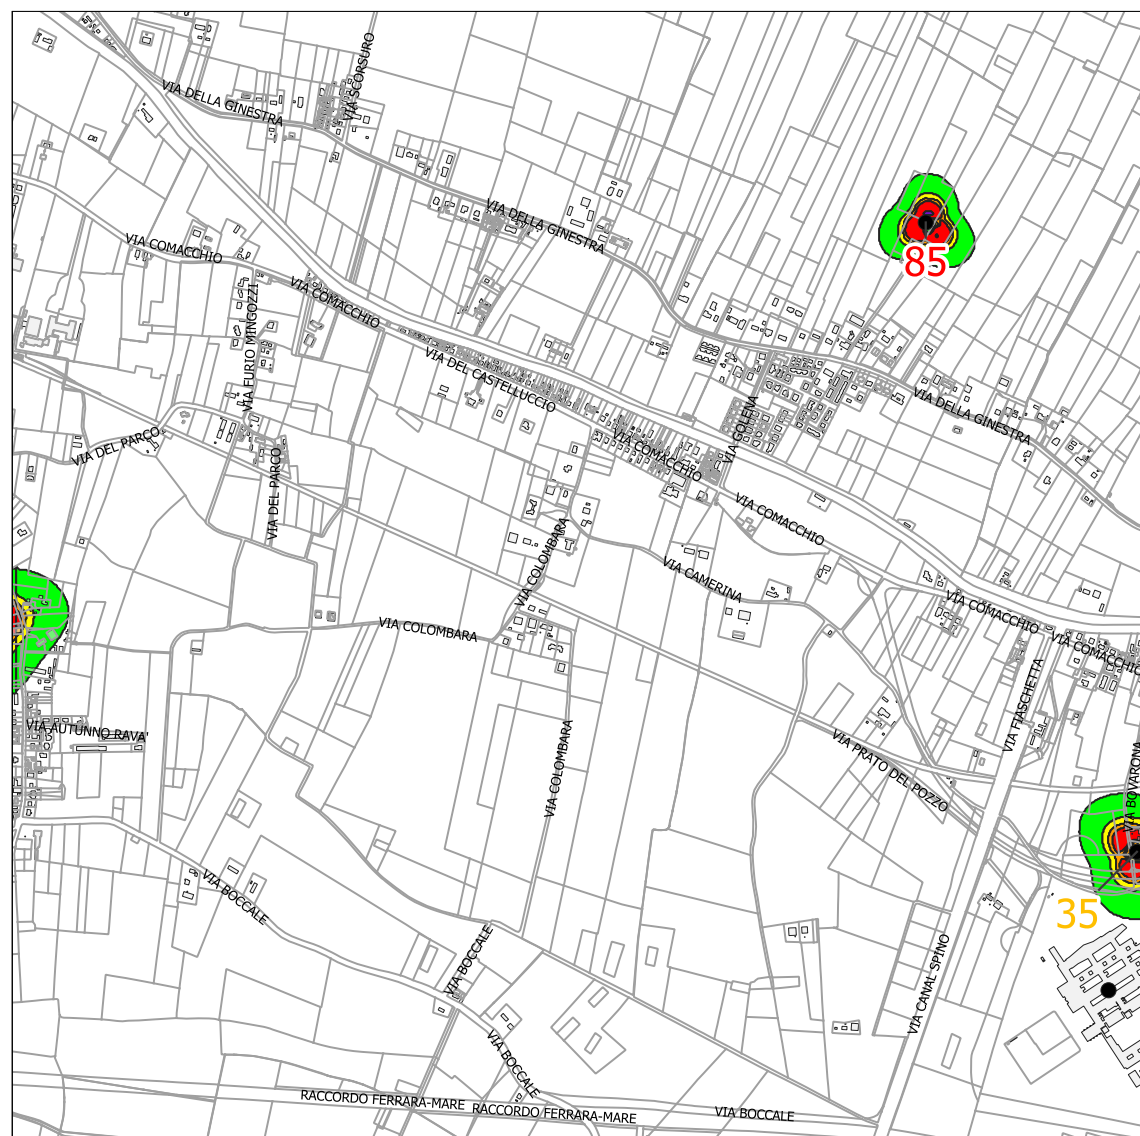 VIA SCORSURO
VIA DELLA GINESTRA
VIA DELLA GINESTRA
VIA COMACCHIO
85
VIA COMACCHIO
VIA FURIO MINGOZZI
VIA DEL CASTELLUCCIO
VIA GOLENA
VIA DELLA GINESTRA
VIA DEL PARCO
VIA COMACCHIO
VIA DEL PARCO
VIA COMACCHIO
VIA COLOMBARA
VIA CAMERINA
VIA COMACCHIO
VIA COLOMBARA
VIA COMACCHIO
VIA FIASCHETTA
VIA AUTUNNO RAVA'
VIA COLOMBARA
VIA PRATO DEL POZZO
VIA BOVARONA
VIA BOCCALE
35
VIA BOCCALE
VIA CANAL SPINO
VIA BOCCALE
RACCORDO FERRARA-MARE
RACCORDO FERRARA-MARE
VIA BOCCALE